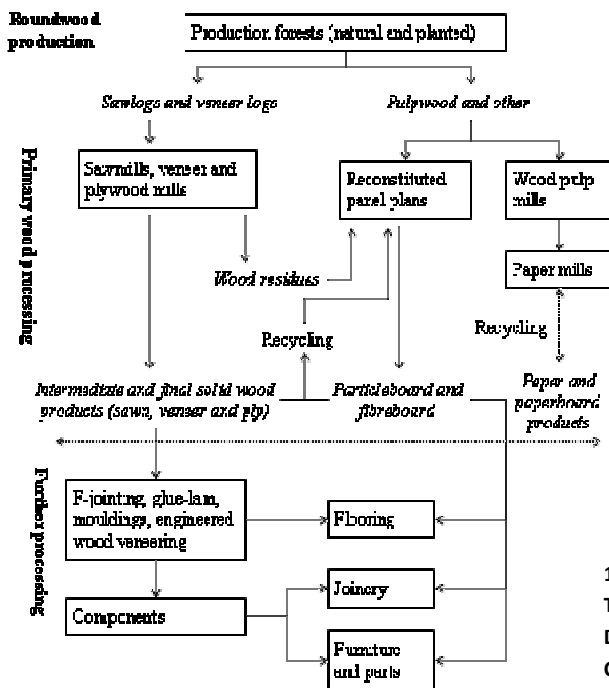 Roundwood
production
Production forests (natural and planted)
Sawlogs and veneer logs
Pulpwood and other
Primary wood processing
Sawmills, veneer and
plywood mills
Reconstituted
panel plans
Wood pulp
mills
Wood residues
Paper mills
Recycling
Recycling
Intermediate and final solid wood
products (sawn, veneer and ply)
Particleboard and
fibreboard
Paper and
paperboard
products
Further processing
F-jointing, glue-lam,
mouldings, engineered
wood veneering
Flooring
Joinery
Components
Furniture
and parts
1
T
D